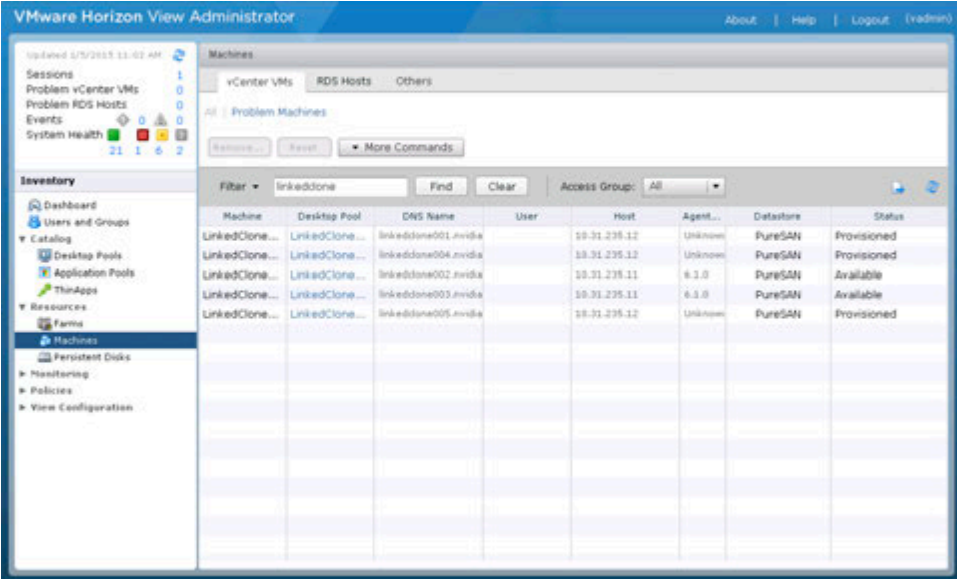 VMware Horizon View Administrator
About | Help | Logout (vadmin)
Updated 1/5/2015 11:02 AM
Sessions 1
Problem vCenter VMs 0
Problem RDS Hosts 0
Events 0 0
System Health
21 1 6 2
Inventory
Dashboard
Users and Groups
Catalog
Desktop Pools
Application Pools
ThinApps
Resources
Farms
Machines
Persistent Disks
Monitoring
Policies
View Configuration
Machines
vCenter VMs RDS Hosts Others
All | Problem Machines
Remove... Reset More Commands
Filter linkedclone Find Clear Access Group: All
Machine Desktop Pool DNS Name User Host Agent... Datastore Status
LinkedClone... LinkedClone... linkedclone001.nvidia 10.31.235.12 Unknown PureSAN Provisioned
LinkedClone... LinkedClone... linkedclone004.nvidia 10.31.235.12 Unknown PureSAN Provisioned
LinkedClone... LinkedClone... linkedclone002.nvidia 10.31.235.11 6.1.0 PureSAN Available
LinkedClone... LinkedClone... linkedclone003.nvidia 10.31.235.11 6.1.0 PureSAN Available
LinkedClone... LinkedClone... linkedclone005.nvidia 10.31.235.12 Unknown PureSAN Provisioned